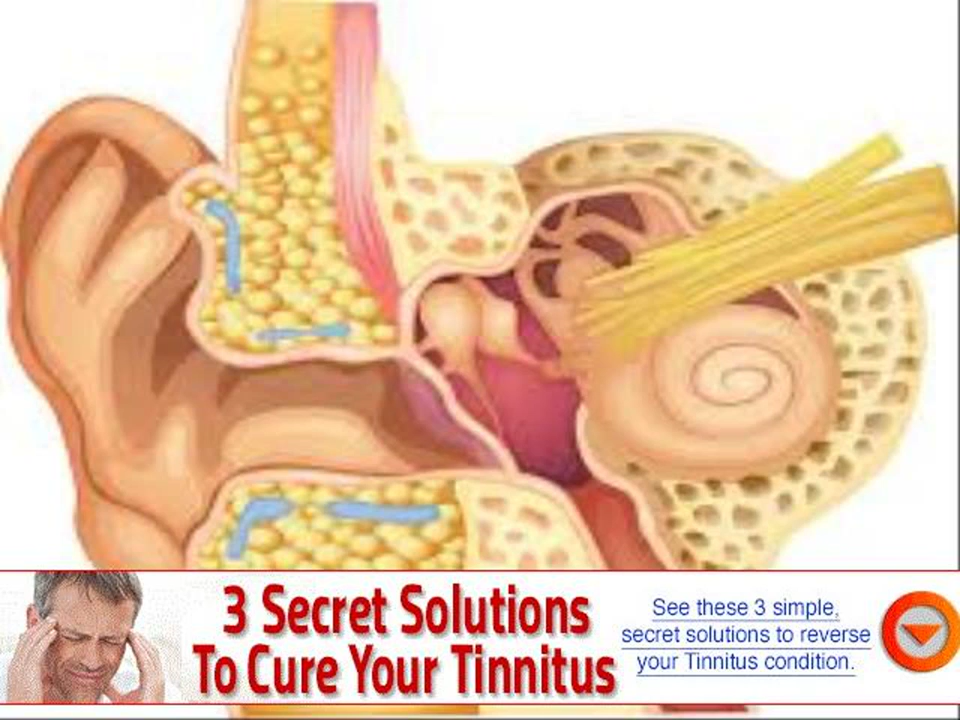 3 Secret Solutions
To Cure Your Tinnitus
See these 3 simple,
secret solutions to reverse
your Tinnitus condition.